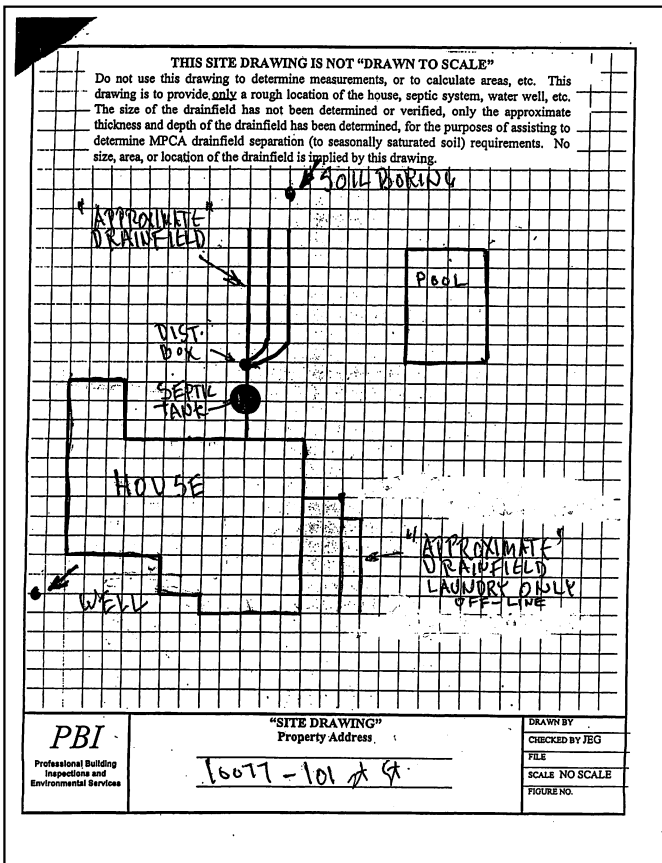 THIS SITE DRAWING IS NOT "DRAWN TO SCALE"
Do not use this drawing to determine measurements, or to calculate areas, etc. This
drawing is to provide only a rough location of the house, septic system, water well, etc.
The size of the drainfield has not been determined or verified, only the approximate
thickness and depth of the drainfield has been determined, for the purposes of assisting to
determine MPCA drainfield separation (to seasonally saturated soil) requirements. No
size, area, or location of the drainfield is implied by this drawing.
SOIL BORING
"APPROXIMATE"
DRAINFIELD
POOL
DIST.
BOX
SEPTIC
TANK
HOUSE
"APPROXIMATE"
DRAINFIELD
LAUNDRY ONLY
OFF-LINE
WELL
PBI
Professional Building
Inspections and
Environmental Services
"SITE DRAWING"
Property Address
16077 - 101 st St.
DRAWN BY
CHECKED BY JEG
FILE
SCALE NO SCALE
FIGURE NO.